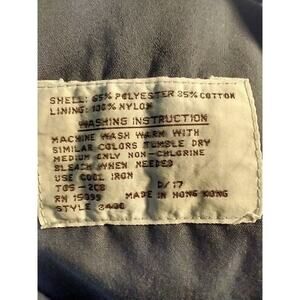 SHELL: 65% POLYESTER 35% COTTON
LINING: 100% NYLON
WASHING INSTRUCTION
MACHINE WASH WARM WITH
SIMILAR COLORS TUMBLE DRY
MEDIUM ONLY NON-CHLORINE
BLEACH WHEN NEEDED
USE COOL IRON
D/17
MADE IN HONG KONG
RN 15099
STYLE